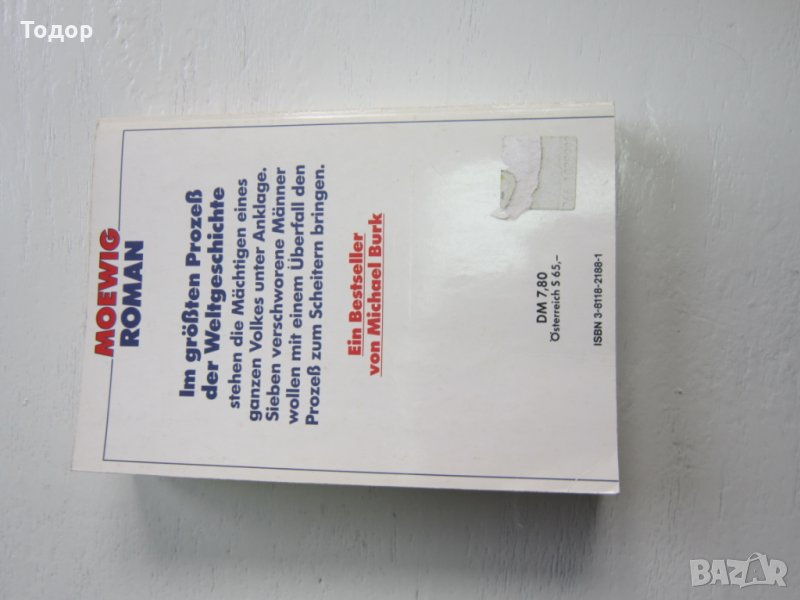 Тодор
MOEWIG
ROMAN
Im größten Prozeß
der Weltgeschichte
stehen die Mächtigen eines
ganzen Volkes unter Anklage.
Sieben verschworene Männer
wollen mit einem Überfall den
Prozeß zum Scheitern bringen.
Ein Bestseller
von Michael Burk
DM 7,80
Österreich S 65,-
ISBN 3-8118-2188-1
BAZAR